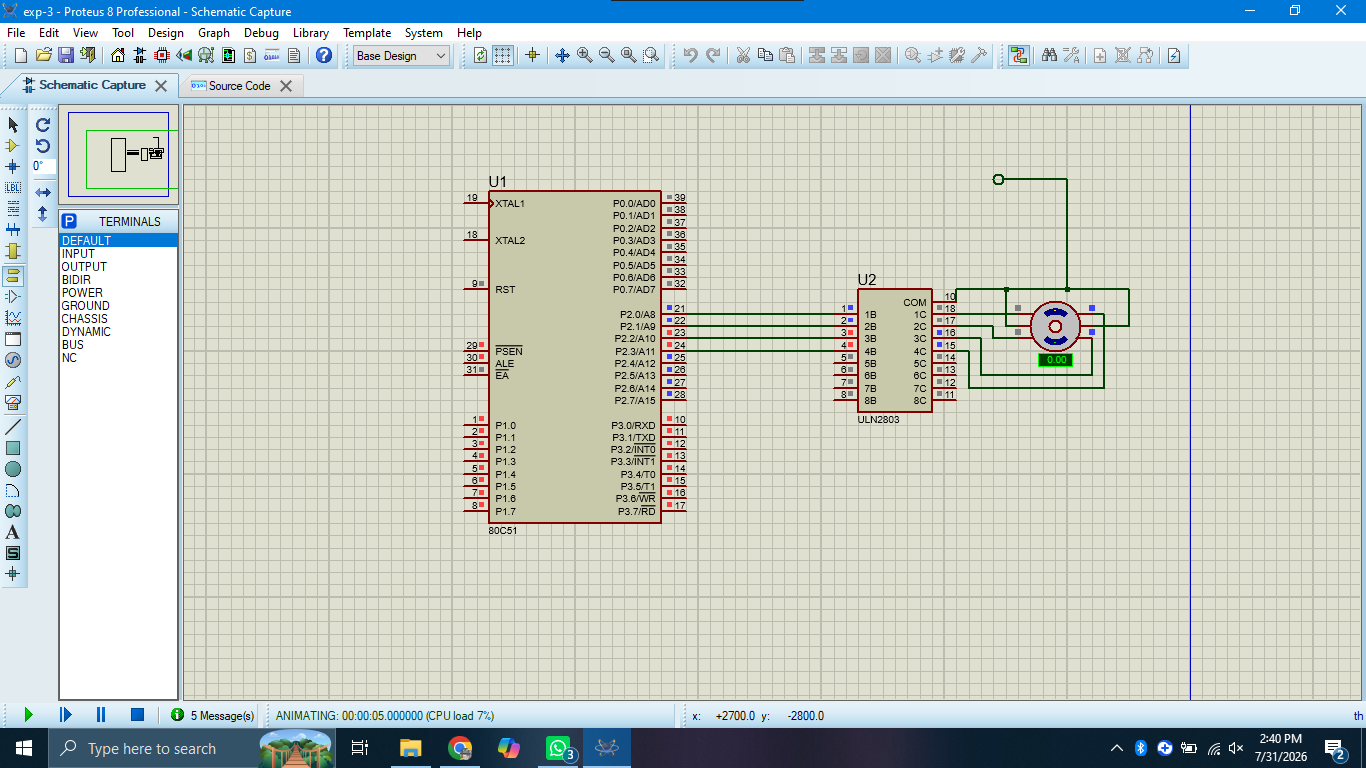 exp-3 - Proteus 8 Professional - Schematic Capture
File Edit View Tool Design Graph Debug Library Template System Help
Base Design
Schematic Capture
Source Code
0°
P TERMINALS
DEFAULT
INPUT
OUTPUT
BIDIR
POWER
GROUND
CHASSIS
DYNAMIC
BUS
NC
LBL
A
S
U1
19 XTAL1
18 XTAL2
9 RST
29 PSEN
30 ALE
31 EA
1 P1.0
2 P1.1
3 P1.2
4 P1.3
5 P1.4
6 P1.5
7 P1.6
8 P1.7
P0.0/AD0 39
P0.1/AD1 38
P0.2/AD2 37
P0.3/AD3 36
P0.4/AD4 35
P0.5/AD5 34
P0.6/AD6 33
P0.7/AD7 32
P2.0/A8 21
P2.1/A9 22
P2.2/A10 23
P2.3/A11 24
P2.4/A12 25
P2.5/A13 26
P2.6/A14 27
P2.7/A15 28
P3.0/RXD 10
P3.1/TXD 11
P3.2/INT0 12
P3.3/INT1 13
P3.4/T0 14
P3.5/T1 15
P3.6/WR 16
P3.7/RD 17
80C51
U2
COM 10
1 1B 1C 18
2 2B 2C 17
3 3B 3C 16
4 4B 4C 15
5 5B 5C 14
6 6B 6C 13
7 7B 7C 12
8 8B 8C 11
ULN2803
0.00
5 Message(s)
ANIMATING: 00:00:05.000000 (CPU load 7%)
x: +2700.0 y: -2800.0
th
Type here to search
3
2:40 PM
7/31/2026
2